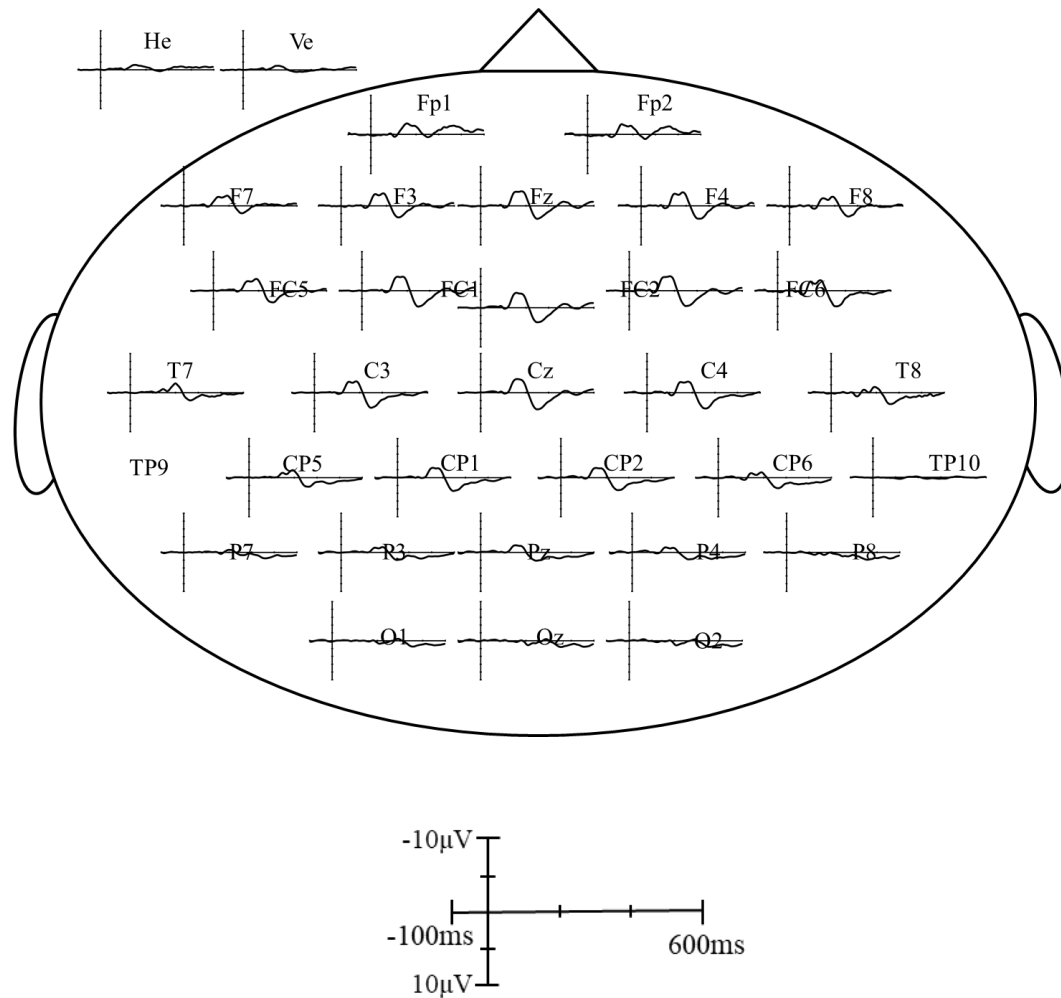 He Ve
Fp1 Fp2
F7 F3 Fz F4 F8
FC5 FC1 FC2 FC6
T7 C3 Cz C4 T8
TP9 CP5 CP1 CP2 CP6 TP10
P7 P3 Pz P4 P8
O1 Oz O2
-10μV
-100ms 600ms
10μV